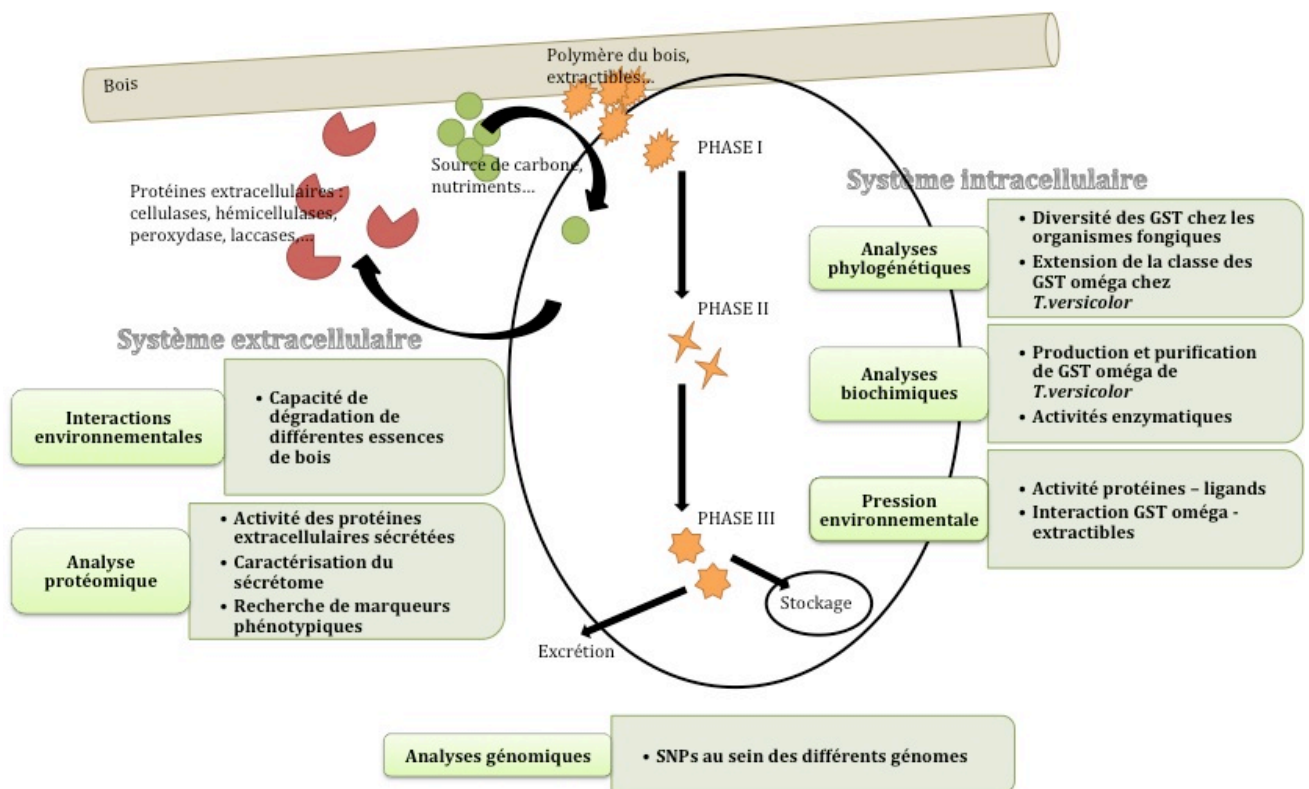 Bois
Polymère du bois,
extractibles…
Source de carbone,
nutriments…
Protéines extracellulaires :
cellulases, hémicellulases,
peroxydase, laccases,…
PHASE I
PHASE II
PHASE III
Stockage
Excrétion
Système extracellulaire
Interactions
environnementales
• Capacité de
dégradation de
différentes essences
de bois
Analyse
protéomique
• Activité des protéines
extracellulaires sécrétées
• Caractérisation du
sécrétome
• Recherche de marqueurs
phénotypiques
Système intracellulaire
Analyses
phylogénétiques
• Diversité des GST chez les
organismes fongiques
• Extension de la classe des
GST oméga chez
T.versicolor
Analyses
biochimiques
• Production et purification
de GST oméga de
T.versicolor
• Activités enzymatiques
Pression
environnementale
• Activité protéines – ligands
• Interaction GST oméga -
extractibles
Analyses génomiques
• SNPs au sein des différents génomes